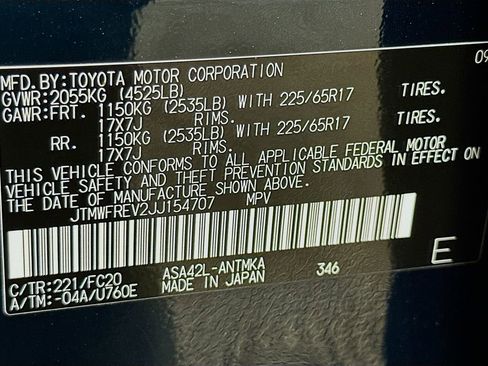 MFD.BY:TOYOTA MOTOR CORPORATION 09
GVWR:2055KG (4525LB)
GAWR:FRT. 1150KG (2535LB) WITH 225/65R17 TIRES.
17X7J RIMS.
RR. 1150KG (2535LB) WITH 225/65R17 TIRES.
17X7J RIMS.
THIS VEHICLE CONFORMS TO ALL APPLICABLE FEDERAL MOTOR
VEHICLE SAFETY AND THEFT PREVENTION STANDARDS IN EFFECT ON
THE DATE OF MANUFACTURE SHOWN ABOVE.
JTMWFREV2JJ154707 MPV
C/TR:221/FC20 ASA42L-ANTMKA 346 E
A/TM:-04A/U760E MADE IN JAPAN